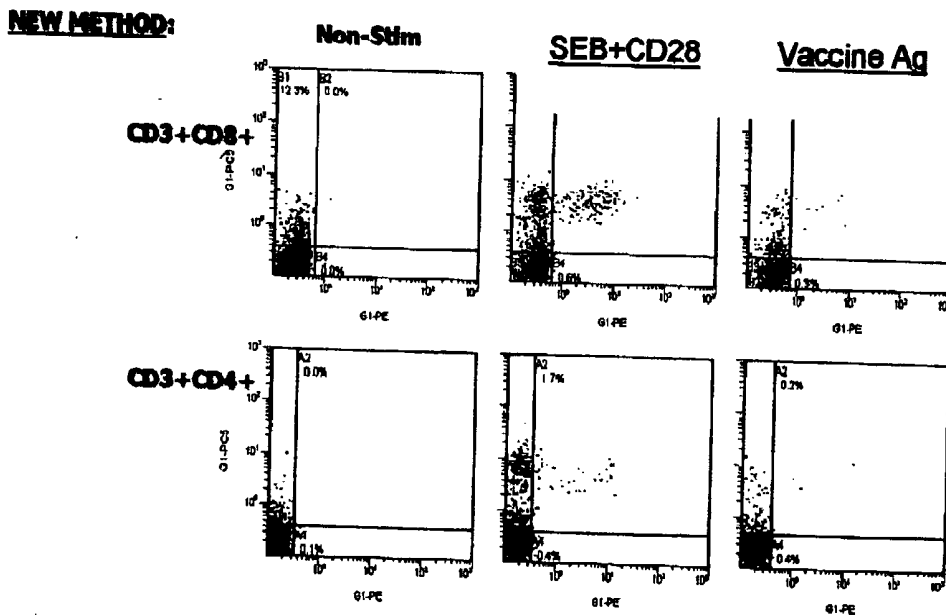 NEW METHOD:
Non-Stim
SEB+CD28
Vaccine Ag
CD3+CD8+
B1
12.3%
B2
0.0%
B4
0.0%
G1-PE
B4
0.6%
G1-PE
B4
0.3%
G1-PE
CD3+CD4+
G1-PC5
A2
0.0%
A4
0.1%
G1-PE
A2
1.7%
0.4%
G1-PE
A2
0.2%
A4
0.4%
G1-PE